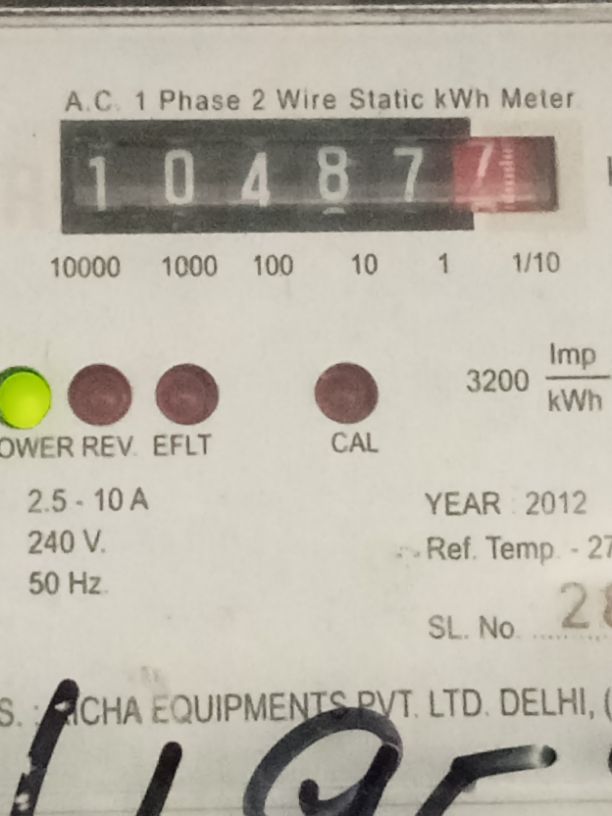 A.C. 1 Phase 2 Wire Static kWh Meter
1 0 4 8 7 7
10000 1000 100 10 1 1/10
3200 Imp
kWh
OWER REV. EFLT CAL
2.5 - 10 A
240 V.
50 Hz.
YEAR : 2012
Ref. Temp. - 27
SL. No. 28
EQUIPMENTS PVT. LTD. DELHI, (